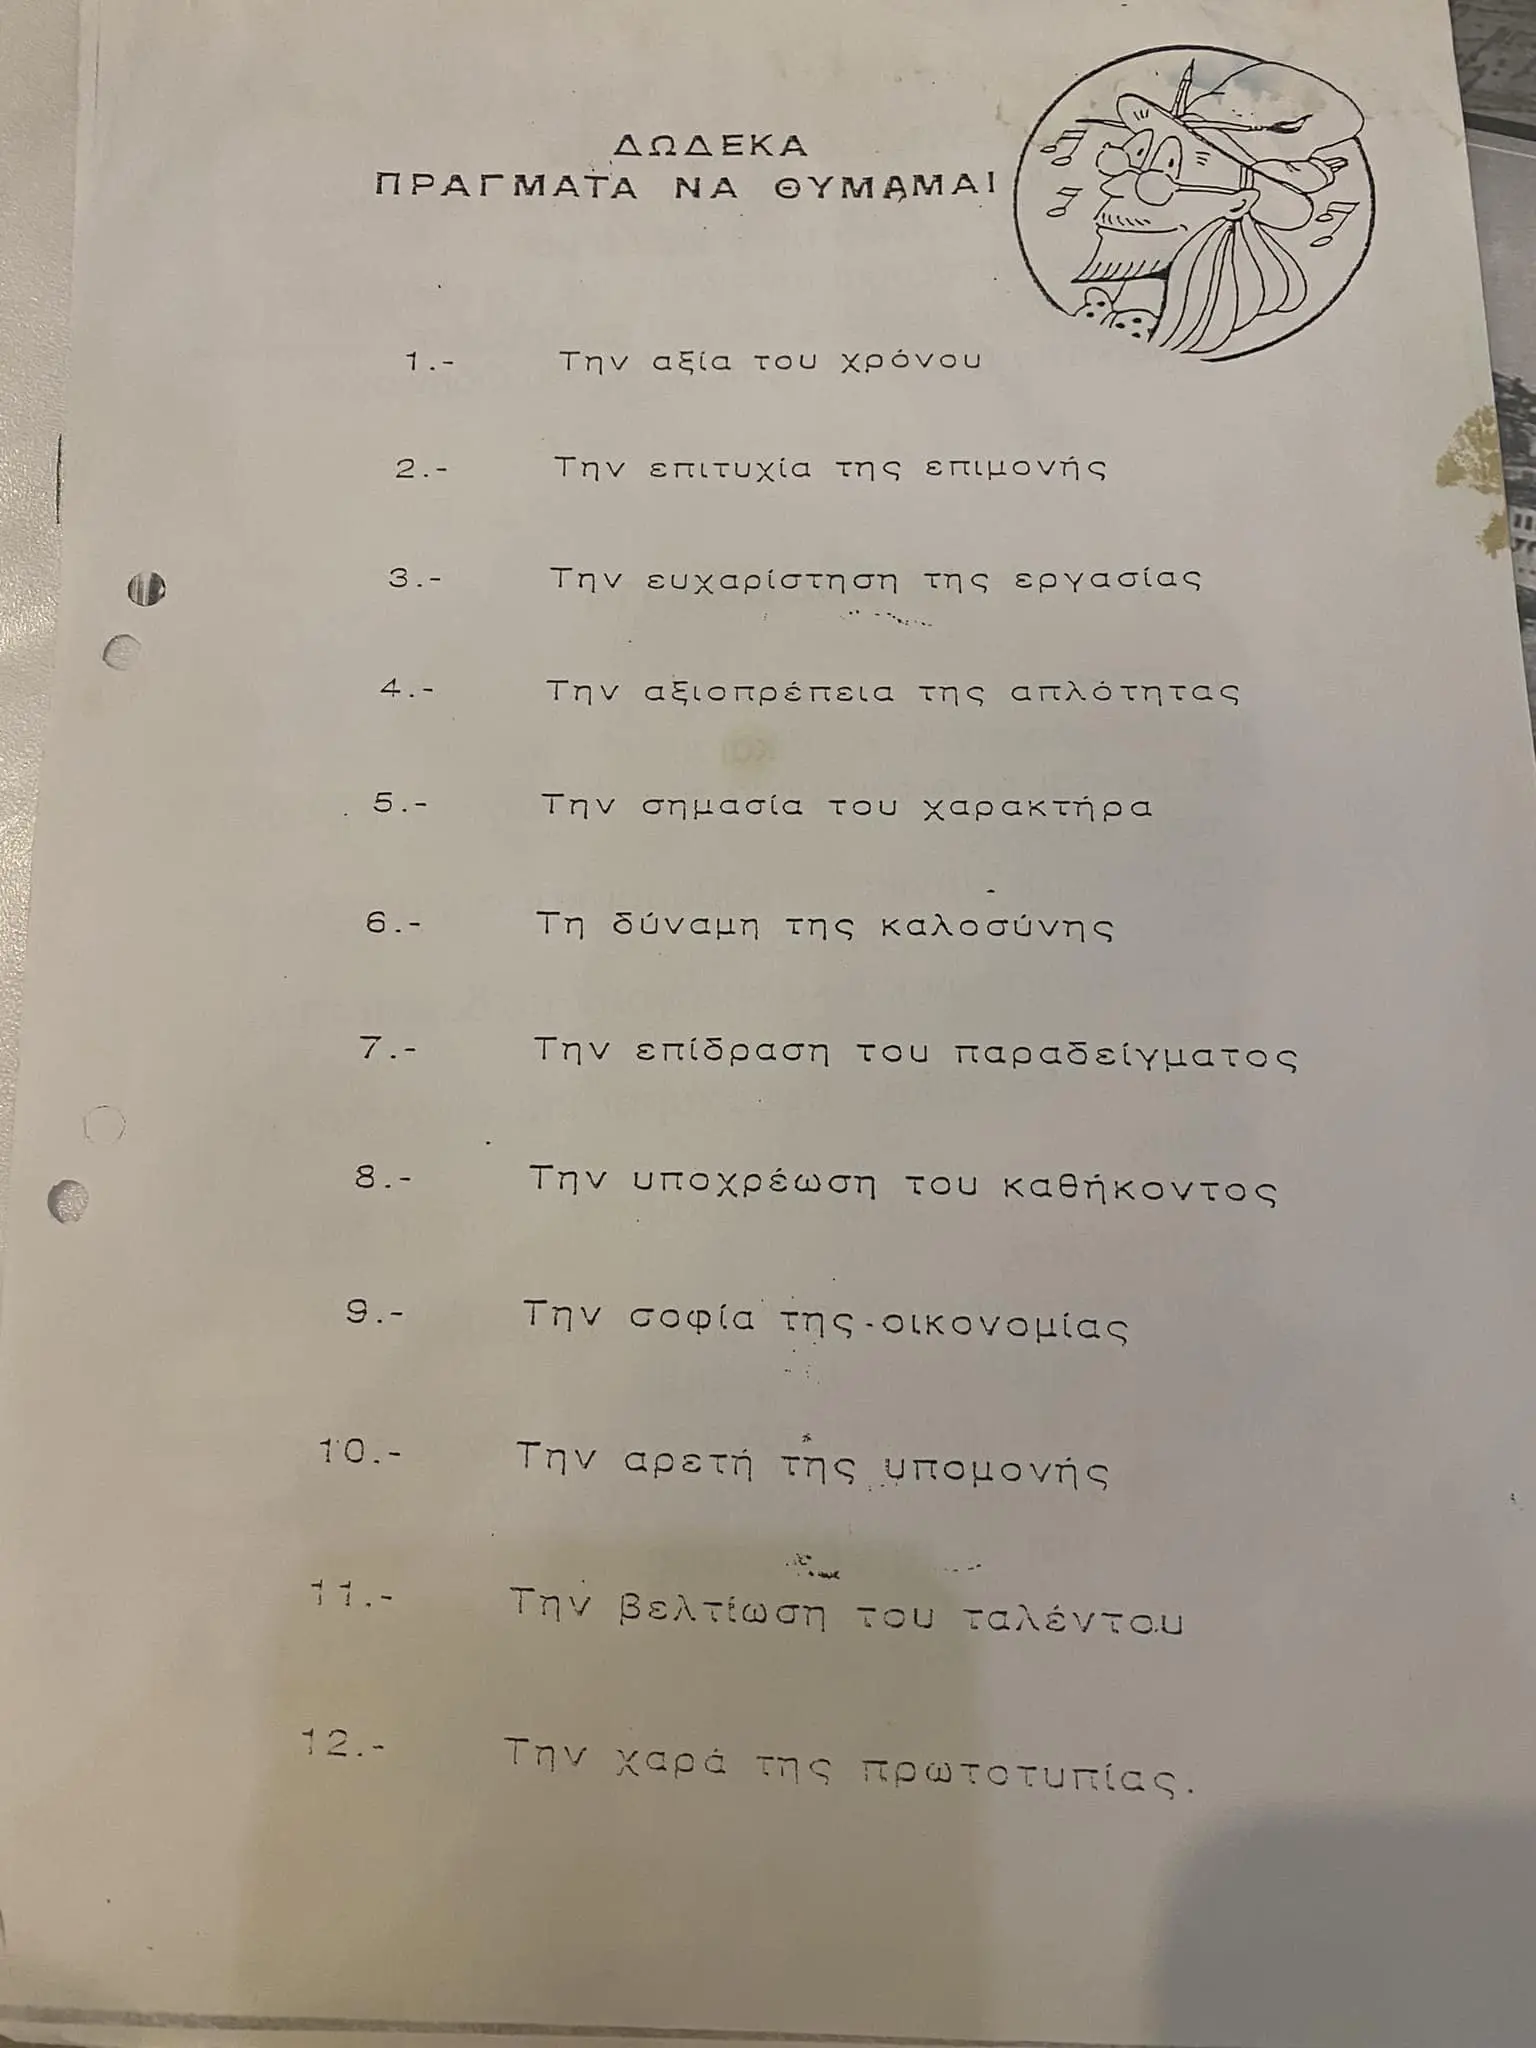 ΔΩΔΕΚΑ
ΠΡΑΓΜΑΤΑ ΝΑ ΘΥΜΑΜΑΙ
1.- Την αξία του χρόνου
2.- Την επιτυχία της επιμονής
3.- Την ευχαρίστηση της εργασίας
4.- Την αξιοπρέπεια της απλότητας
5.- Την σημασία του χαρακτήρα
6.- Τη δύναμη της καλοσύνης
7.- Την επίδραση του παραδείγματος
8.- Την υποχρέωση του καθήκοντος
9.- Την σοφία της οικονομίας
10.- Την αρετή της υπομονής
11.- Την βελτίωση του ταλέντου
12.- Την χαρά της πρωτοτυπίας.